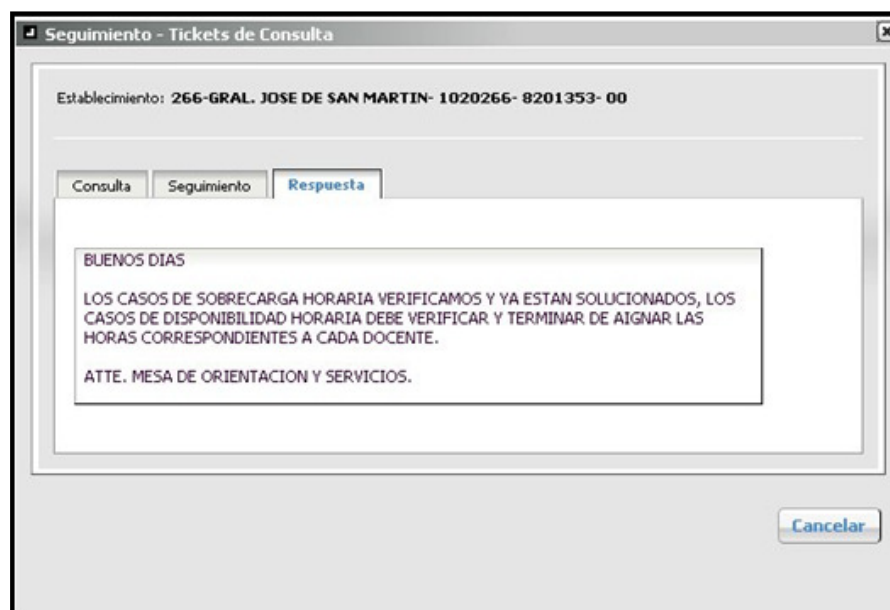 Seguimiento - Tickets de Consulta
Establecimiento: 266-GRAL. JOSE DE SAN MARTIN- 1020266- 8201353- 00
Consulta
Seguimiento
Respuesta
BUENOS DIAS
LOS CASOS DE SOBRECARGA HORARIA VERIFICAMOS Y YA ESTAN SOLUCIONADOS, LOS
CASOS DE DISPONIBILIDAD HORARIA DEBE VERIFICAR Y TERMINAR DE AIGNAR LAS
HORAS CORRESPONDIENTES A CADA DOCENTE.
ATTE. MESA DE ORIENTACION Y SERVICIOS.
Cancelar